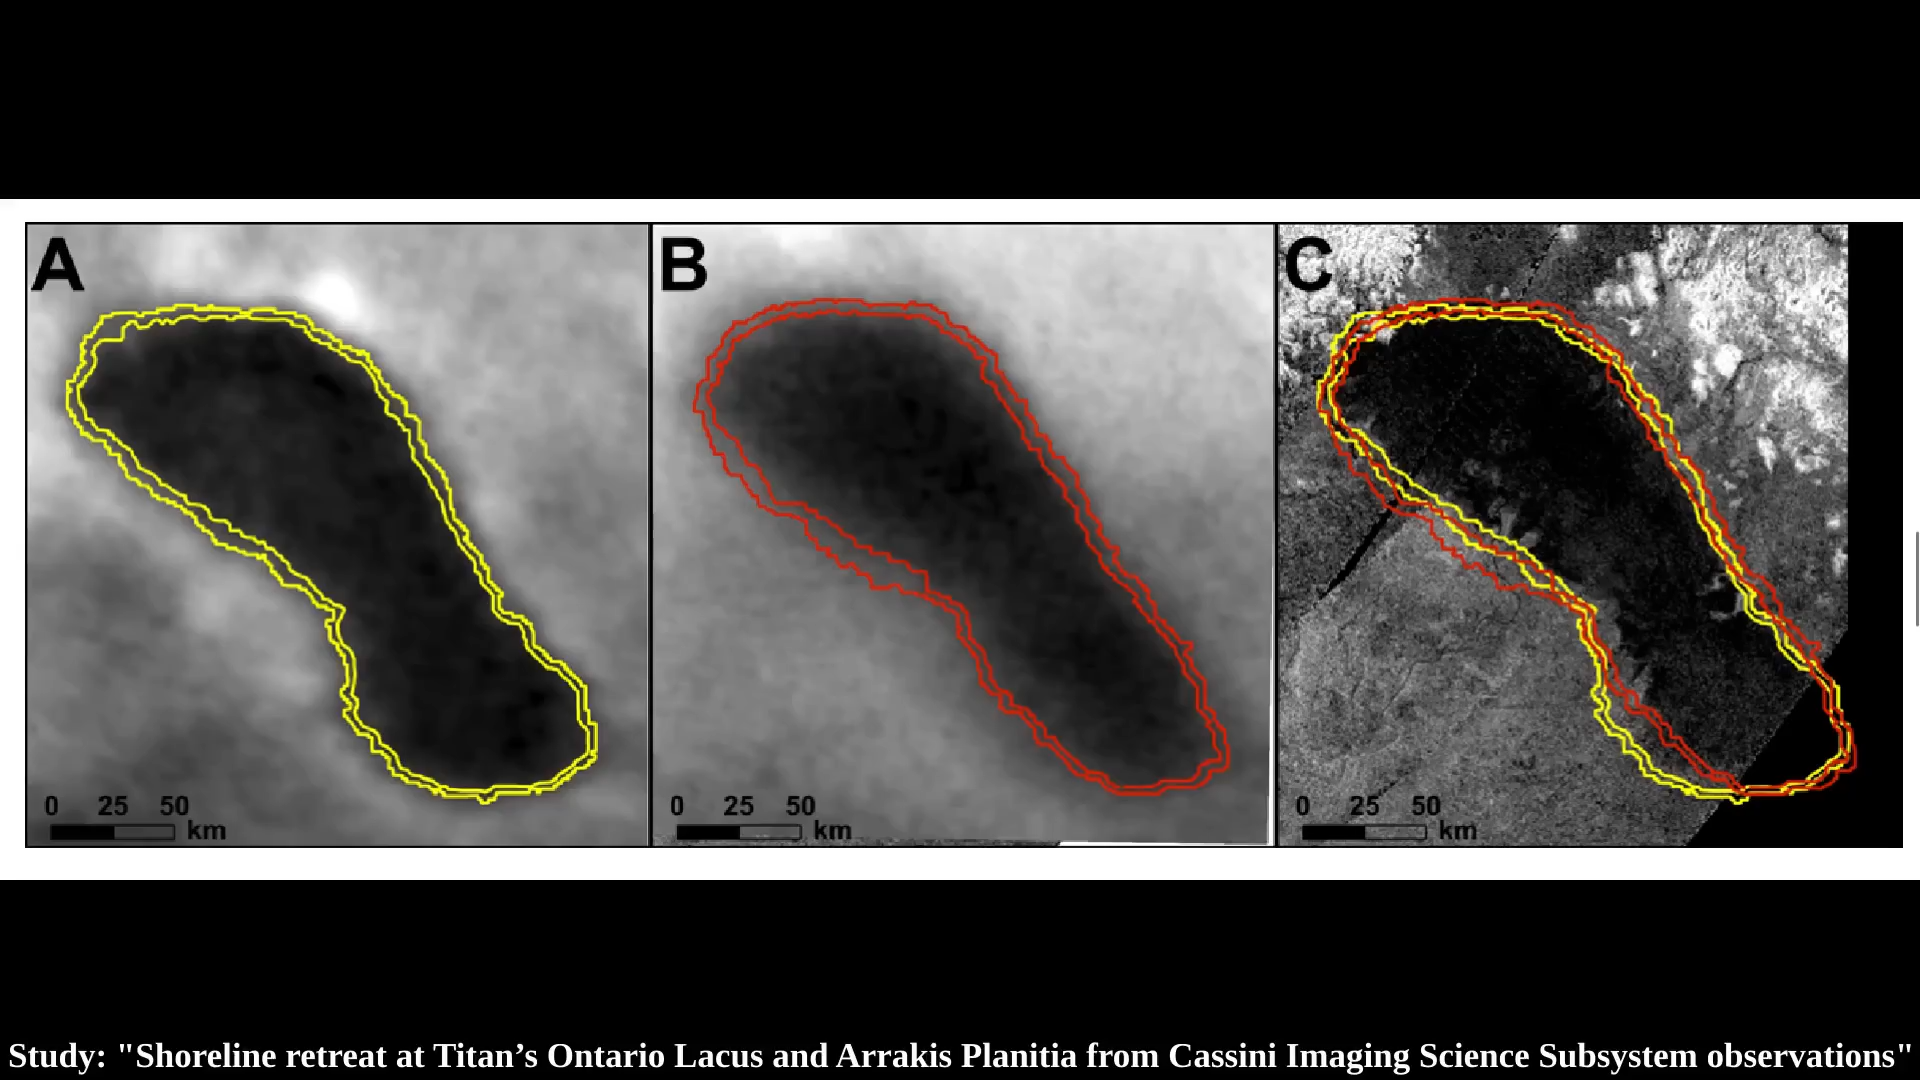 A
B
C
0 25 50
km
0 25 50
km
0 25 50
km
Study: "Shoreline retreat at Titan’s Ontario Lacus and Arrakis Planitia from Cassini Imaging Science Subsystem observations"